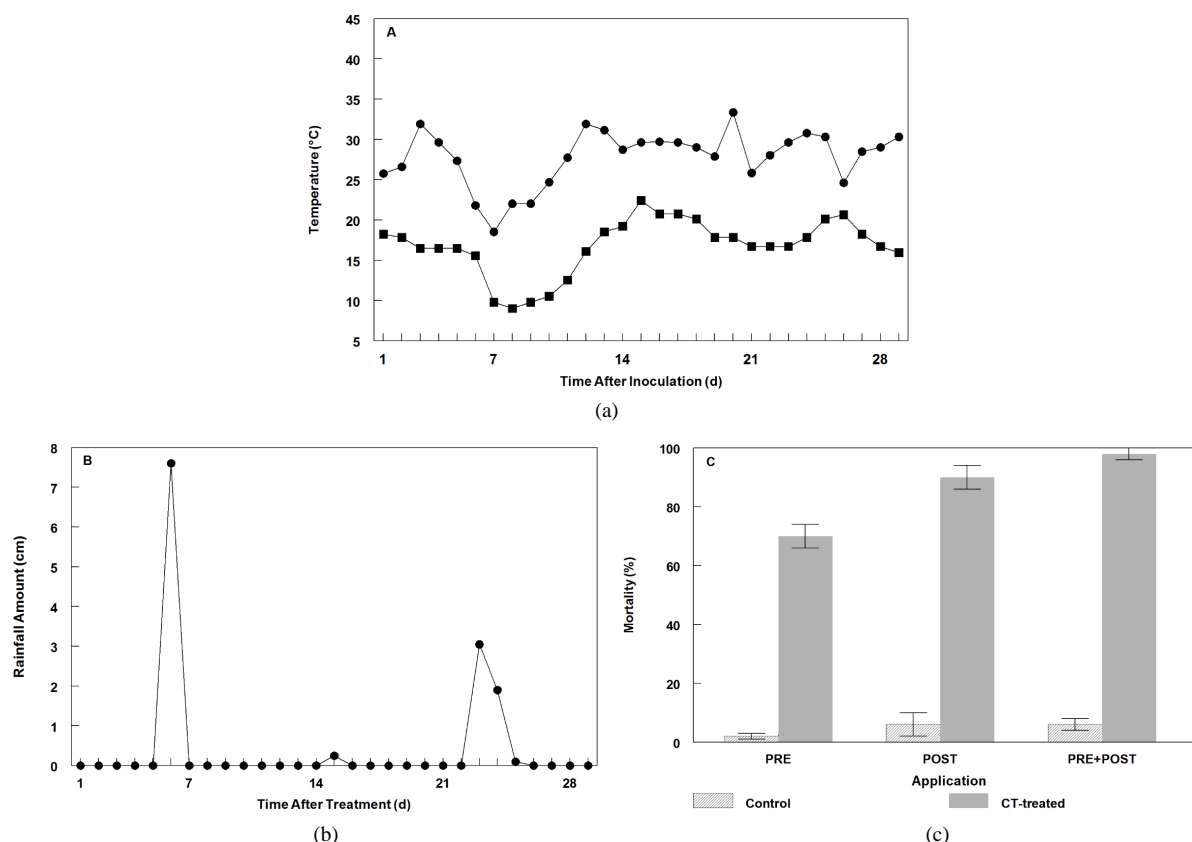 A
45
40
35
30
25
20
15
10
5
Temperature (°C)
1 7 14 21 28
Time After Inoculation (d)
(a)
B
8
7
6
5
4
3
2
1
0
Rainfall Amount (cm)
1 7 14 21 28
Time After Treatment (d)
(b)
C
100
80
60
40
20
0
Mortality (%)
PRE POST PRE+POST
Application
Control CT-treated
(c)